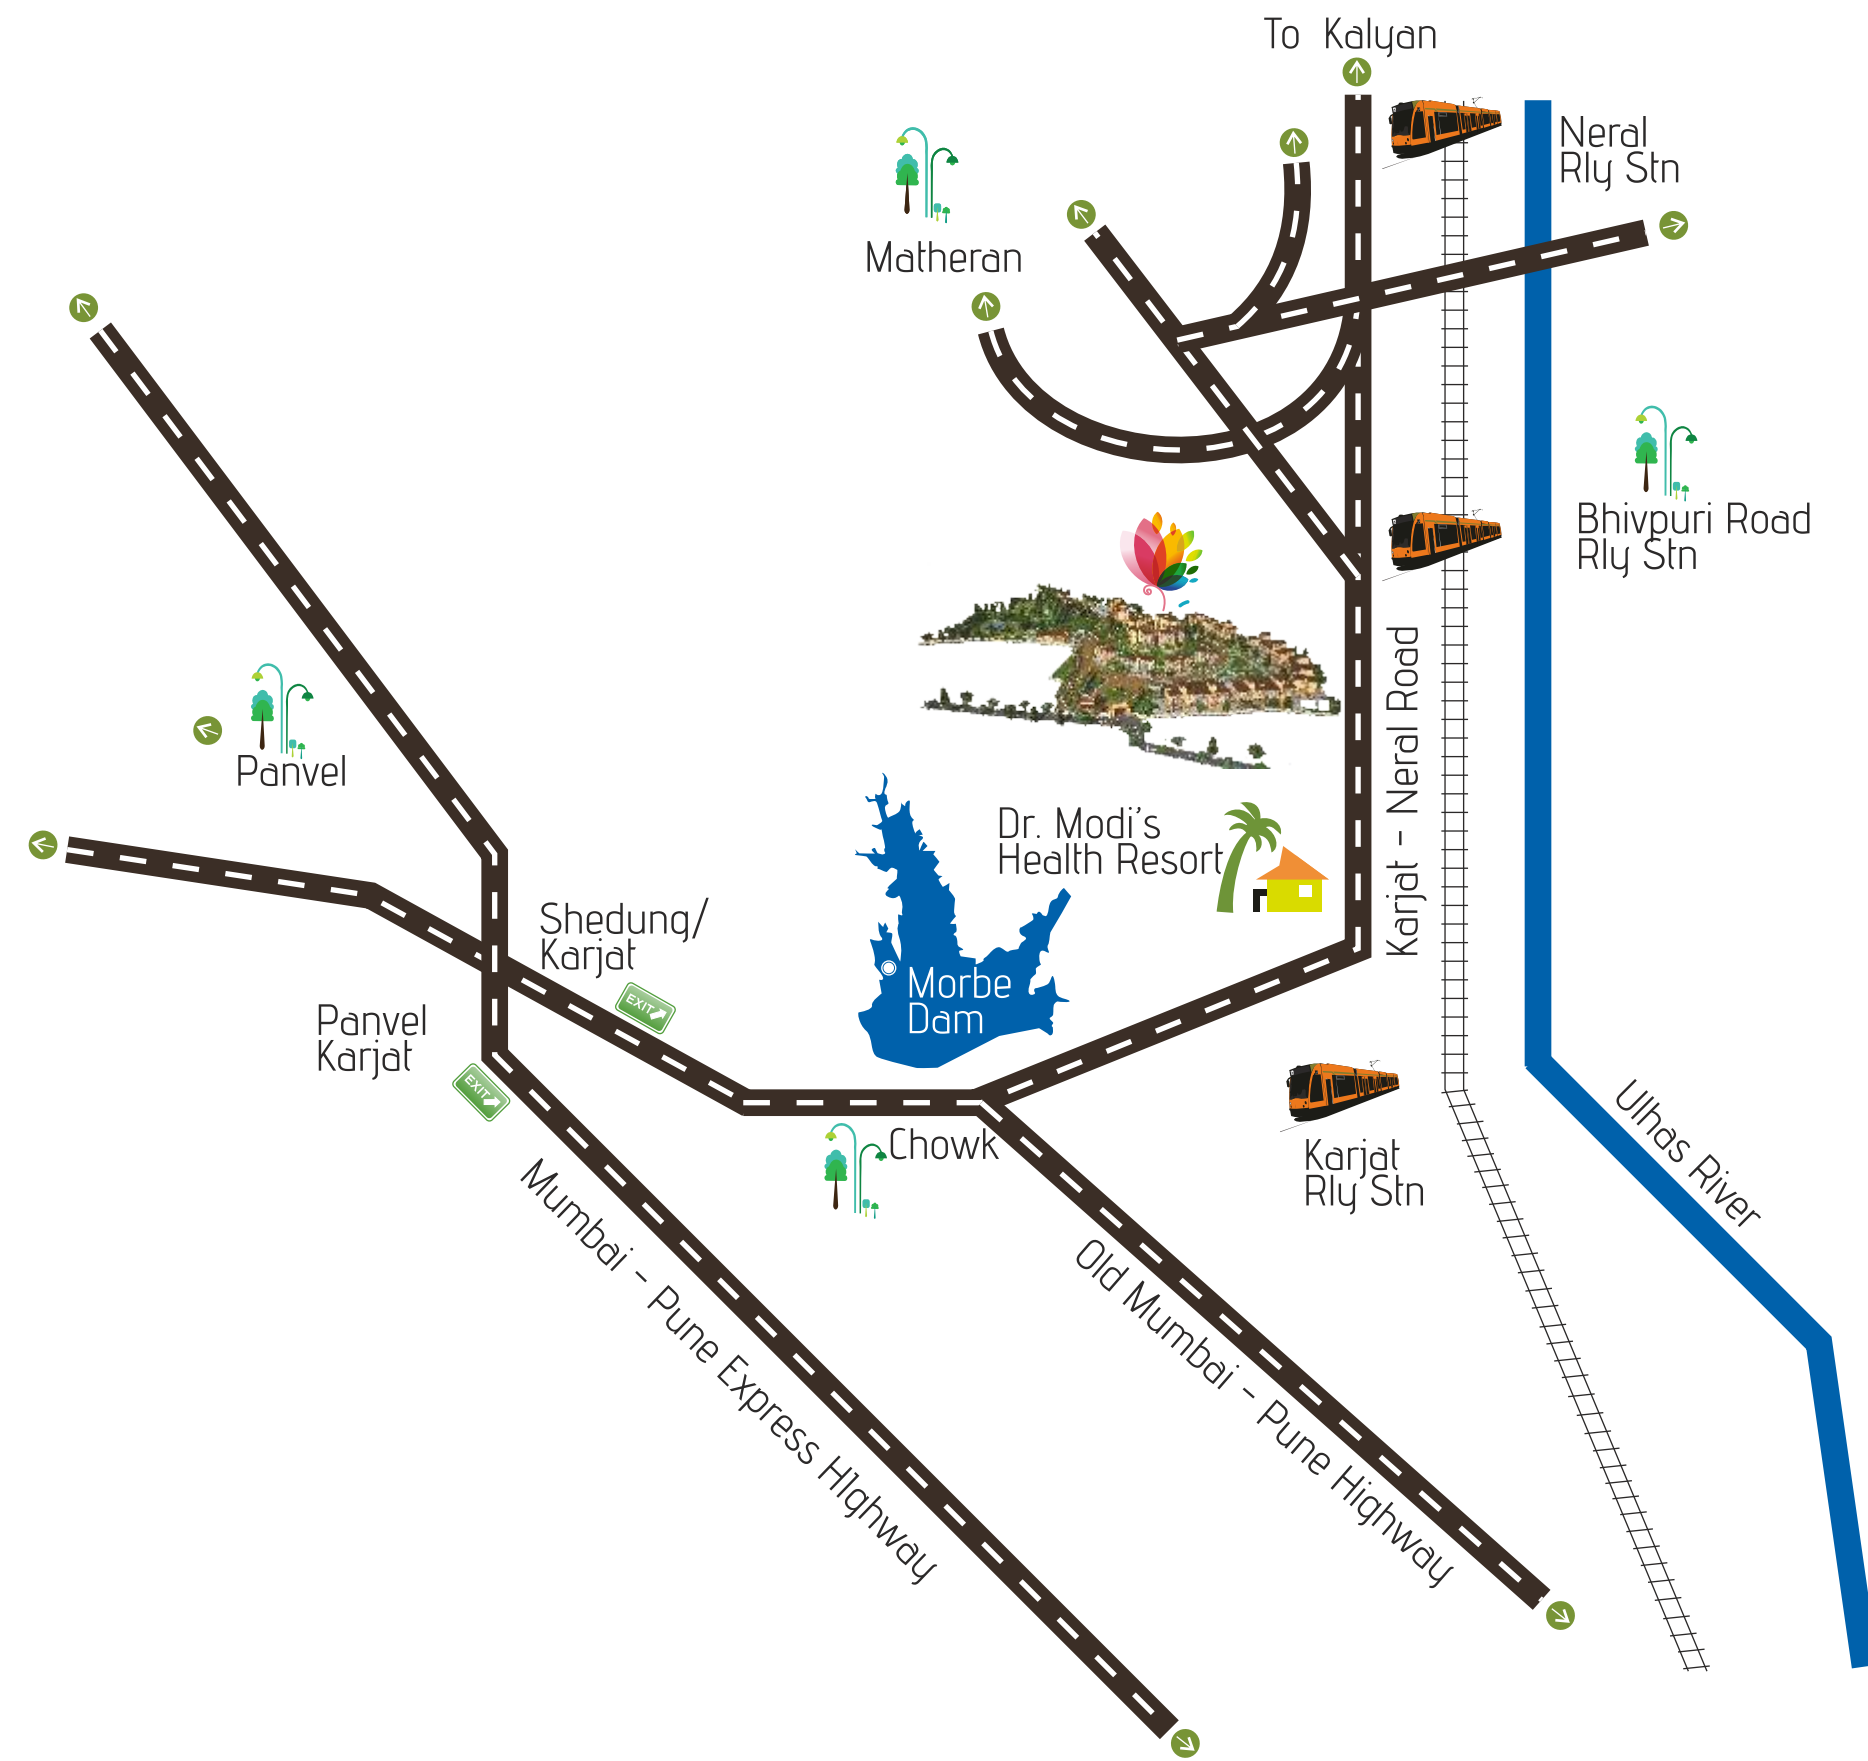 To Kalyan
Neral
Rly Stn
Matheran
Bhivpuri Road
Rly Stn
Karjat - Neral Road
Panvel
Dr. Modi's
Health Resort
Shedung/
Karjat
EXIT
Morbe
Dam
Panvel
Karjat
EXIT
Chowk
Karjat
Rly Stn
Ulhas River
Mumbai - Pune Express HIghway
Old Mumbai - Pune Highway